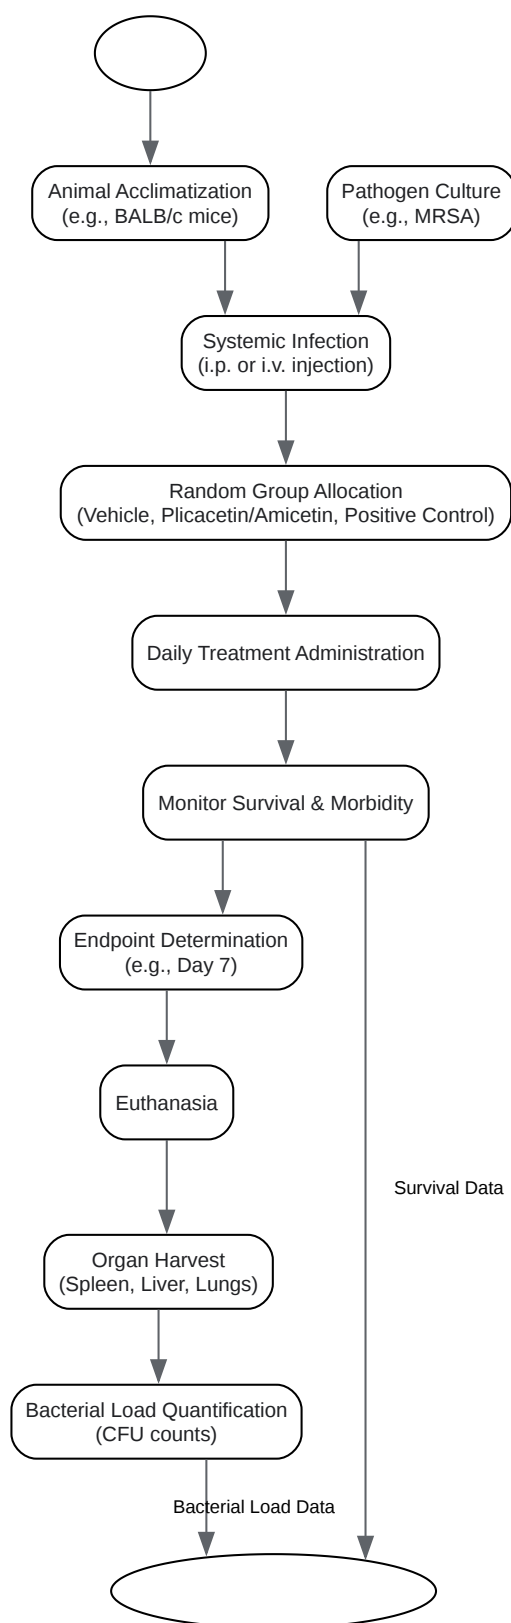 Animal Acclimatization
(e.g., BALB/c mice)
Pathogen Culture
(e.g., MRSA)
Systemic Infection
(i.p. or i.v. injection)
Random Group Allocation
(Vehicle, Plicacetin/Amicetin, Positive Control)
Daily Treatment Administration
Monitor Survival & Morbidity
Endpoint Determination
(e.g., Day 7)
Euthanasia
Survival Data
Organ Harvest
(Spleen, Liver, Lungs)
Bacterial Load Quantification
(CFU counts)
Bacterial Load Data